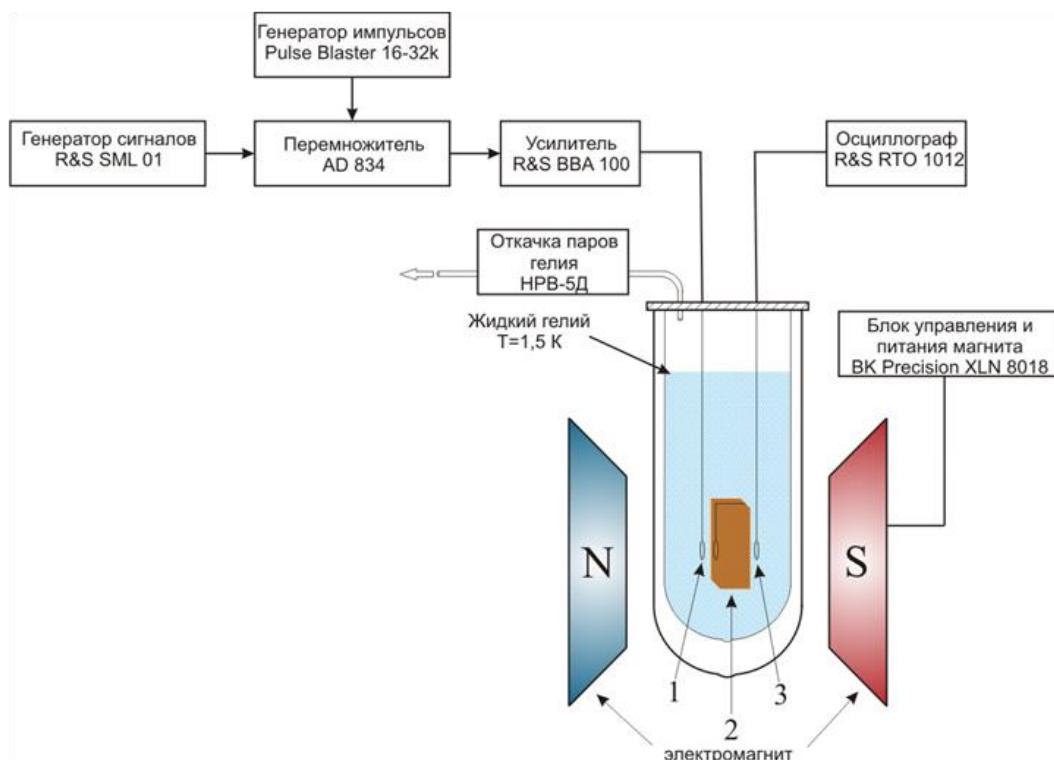 Генератор импульсов
Pulse Blaster 16-32k
Генератор сигналов
R&S SML 01
Перемножитель
AD 834
Усилитель
R&S BBA 100
Осциллограф
R&S RTO 1012
Откачка паров
гелия
НРВ-5Д
Жидкий гелий
T=1,5 К
Блок управления и
питания магнита
BK Precision XLN 8018
N
S
1
2
3
электромагнит